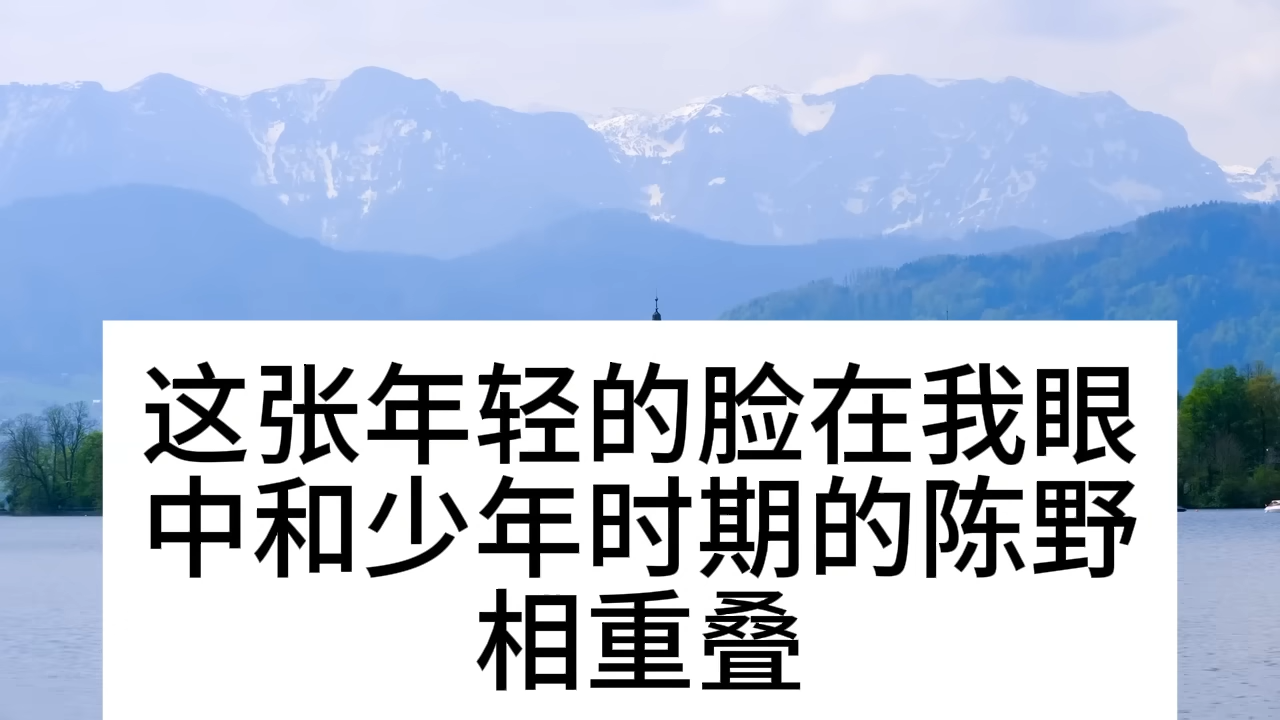 这张年轻的脸在我眼
中和少年时期的陈野
相重叠